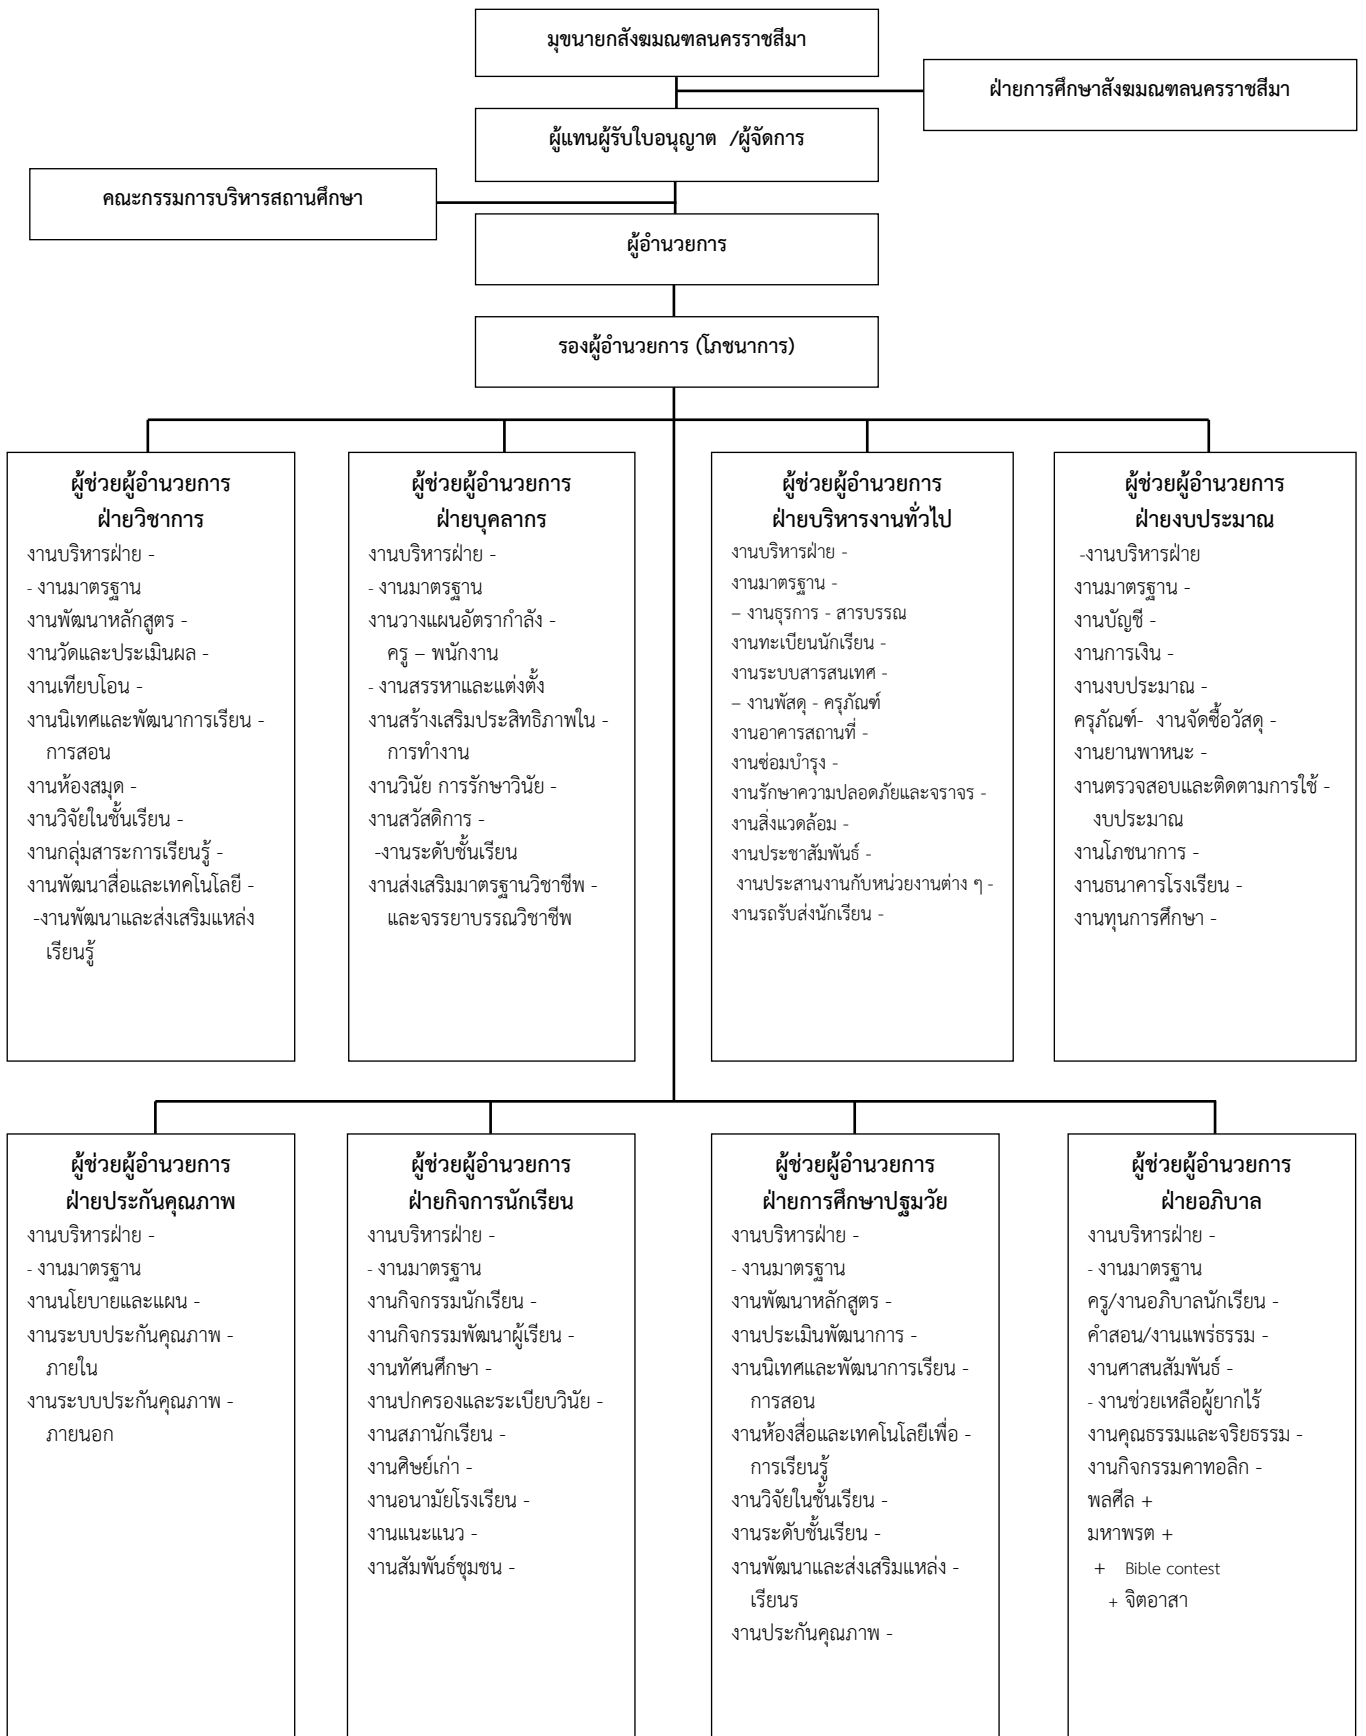 มุขนายกสังฆมณฑลนครราชสีมา
ฝ่ายการศึกษาสังฆมณฑลนครราชสีมา
ผู้แทนผู้รับใบอนุญาต /ผู้จัดการ
คณะกรรมการบริหารสถานศึกษา
ผู้อำนวยการ
รองผู้อำนวยการ (โภชนาการ)
ผู้ช่วยผู้อำนวยการ
ฝ่ายวิชาการ
งานบริหารฝ่าย -
- งานมาตรฐาน
งานพัฒนาหลักสูตร -
งานวัดและประเมินผล -
งานเทียบโอน -
งานนิเทศและพัฒนาการเรียน -
การสอน
งานห้องสมุด -
งานวิจัยในชั้นเรียน -
งานกลุ่มสาระการเรียนรู้ -
งานพัฒนาสื่อและเทคโนโลยี -
-งานพัฒนาและส่งเสริมแหล่ง
เรียนรู้
ผู้ช่วยผู้อำนวยการ
ฝ่ายบุคลากร
งานบริหารฝ่าย -
- งานมาตรฐาน
งานวางแผนอัตรากำลัง -
ครู – พนักงาน
- งานสรรหาและแต่งตั้ง
งานสร้างเสริมประสิทธิภาพใน -
การทำงาน
งานวินัย การรักษาวินัย -
งานสวัสดิการ -
-งานระดับชั้นเรียน
งานส่งเสริมมาตรฐานวิชาชีพ -
และจรรยาบรรณวิชาชีพ
ผู้ช่วยผู้อำนวยการ
ฝ่ายบริหารงานทั่วไป
งานบริหารฝ่าย -
งานมาตรฐาน -
– งานธุรการ - สารบรรณ
งานทะเบียนนักเรียน -
งานระบบสารสนเทศ -
– งานพัสดุ - ครุภัณฑ์
งานอาคารสถานที่ -
งานซ่อมบำรุง -
งานรักษาความปลอดภัยและจราจร -
งานสิ่งแวดล้อม -
งานประชาสัมพันธ์ -
งานประสานงานกับหน่วยงานต่าง ๆ -
งานรถรับส่งนักเรียน -
ผู้ช่วยผู้อำนวยการ
ฝ่ายงบประมาณ
-งานบริหารฝ่าย
งานมาตรฐาน -
งานบัญชี -
งานการเงิน -
งานงบประมาณ -
ครุภัณฑ์- งานจัดซื้อวัสดุ -
งานยานพาหนะ -
งานตรวจสอบและติดตามการใช้ -
งบประมาณ
งานโภชนาการ -
งานธนาคารโรงเรียน -
งานทุนการศึกษา -
ผู้ช่วยผู้อำนวยการ
ฝ่ายประกันคุณภาพ
งานบริหารฝ่าย -
- งานมาตรฐาน
งานนโยบายและแผน -
งานระบบประกันคุณภาพ -
ภายใน
งานระบบประกันคุณภาพ -
ภายนอก
ผู้ช่วยผู้อำนวยการ
ฝ่ายกิจการนักเรียน
งานบริหารฝ่าย -
- งานมาตรฐาน
งานกิจกรรมนักเรียน -
งานกิจกรรมพัฒนาผู้เรียน -
งานทัศนศึกษา -
งานปกครองและระเบียบวินัย -
งานสภานักเรียน -
งานศิษย์เก่า -
งานอนามัยโรงเรียน -
งานแนะแนว -
งานสัมพันธ์ชุมชน -
ผู้ช่วยผู้อำนวยการ
ฝ่ายการศึกษาปฐมวัย
งานบริหารฝ่าย -
- งานมาตรฐาน
งานพัฒนาหลักสูตร -
งานประเมินพัฒนาการ -
งานนิเทศและพัฒนาการเรียน -
การสอน
งานห้องสื่อและเทคโนโลยีเพื่อ -
การเรียนรู้
งานวิจัยในชั้นเรียน -
งานระดับชั้นเรียน -
งานพัฒนาและส่งเสริมแหล่ง -
เรียนร
งานประกันคุณภาพ -
ผู้ช่วยผู้อำนวยการ
ฝ่ายอภิบาล
งานบริหารฝ่าย -
- งานมาตรฐาน
ครู/งานอภิบาลนักเรียน -
คำสอน/งานแพร่ธรรม -
งานศาสนสัมพันธ์ -
- งานช่วยเหลือผู้ยากไร้
งานคุณธรรมและจริยธรรม -
งานกิจกรรมคาทอลิก -
พลศีล +
มหาพรต +
+ Bible contest
+ จิตอาสา